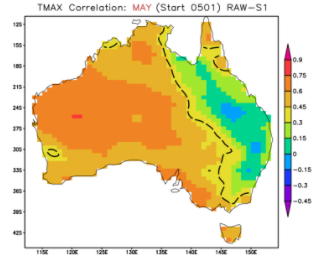 TMAX Correlation: MAY (Start 0501) RAW-S1
12S
15S
18S
21S
24S
27S
30S
33S
36S
39S
42S
115E 120E 125E 130E 135E 140E 145E 150E
0.9
0.75
0.6
0.45
0.3
0.15
0
-0.15
-0.3
-0.45